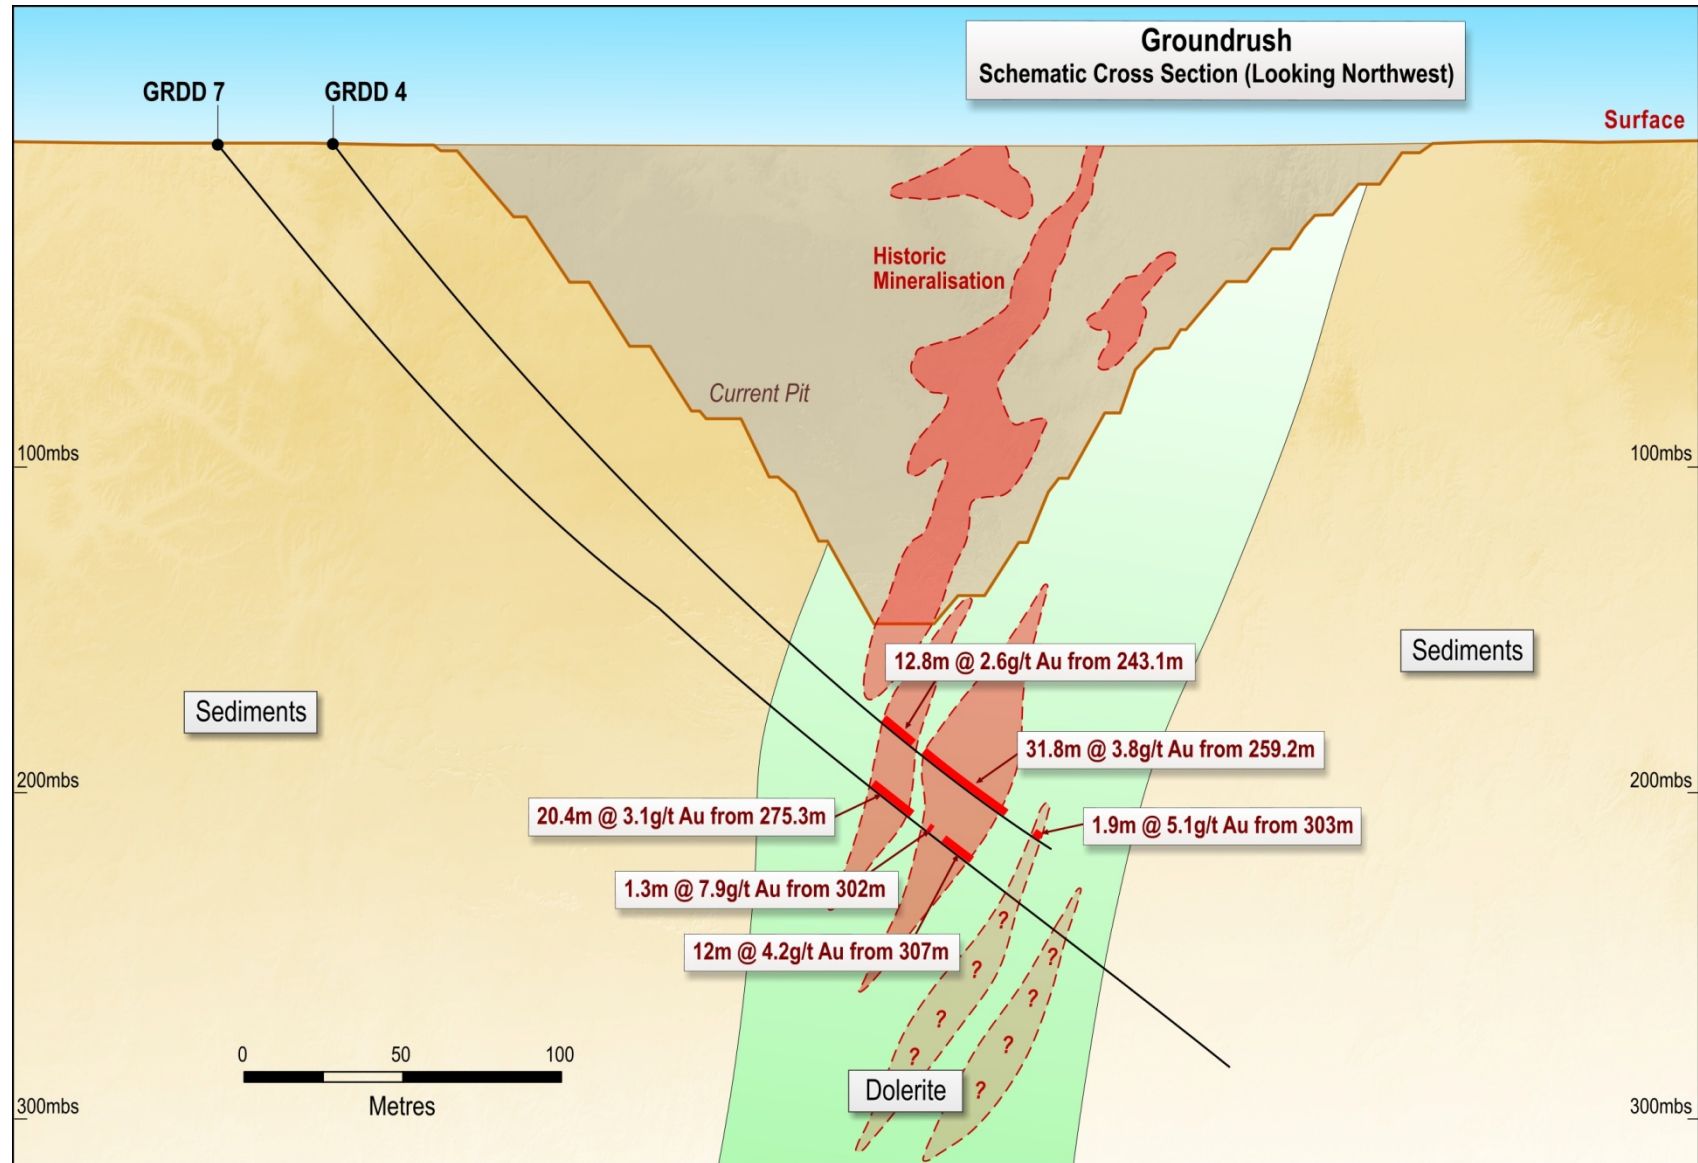 Groundrush
Schematic Cross Section (Looking Northwest)
GRDD 7
GRDD 4
Surface
Historic
Mineralisation
Current Pit
100mbs
100mbs
12.8m @ 2.6g/t Au from 243.1m
Sediments
Sediments
31.8m @ 3.8g/t Au from 259.2m
200mbs
200mbs
20.4m @ 3.1g/t Au from 275.3m
1.9m @ 5.1g/t Au from 303m
1.3m @ 7.9g/t Au from 302m
12m @ 4.2g/t Au from 307m
?
?
?
?
?
?
?
?
0 50 100
Metres
Dolerite
300mbs
300mbs